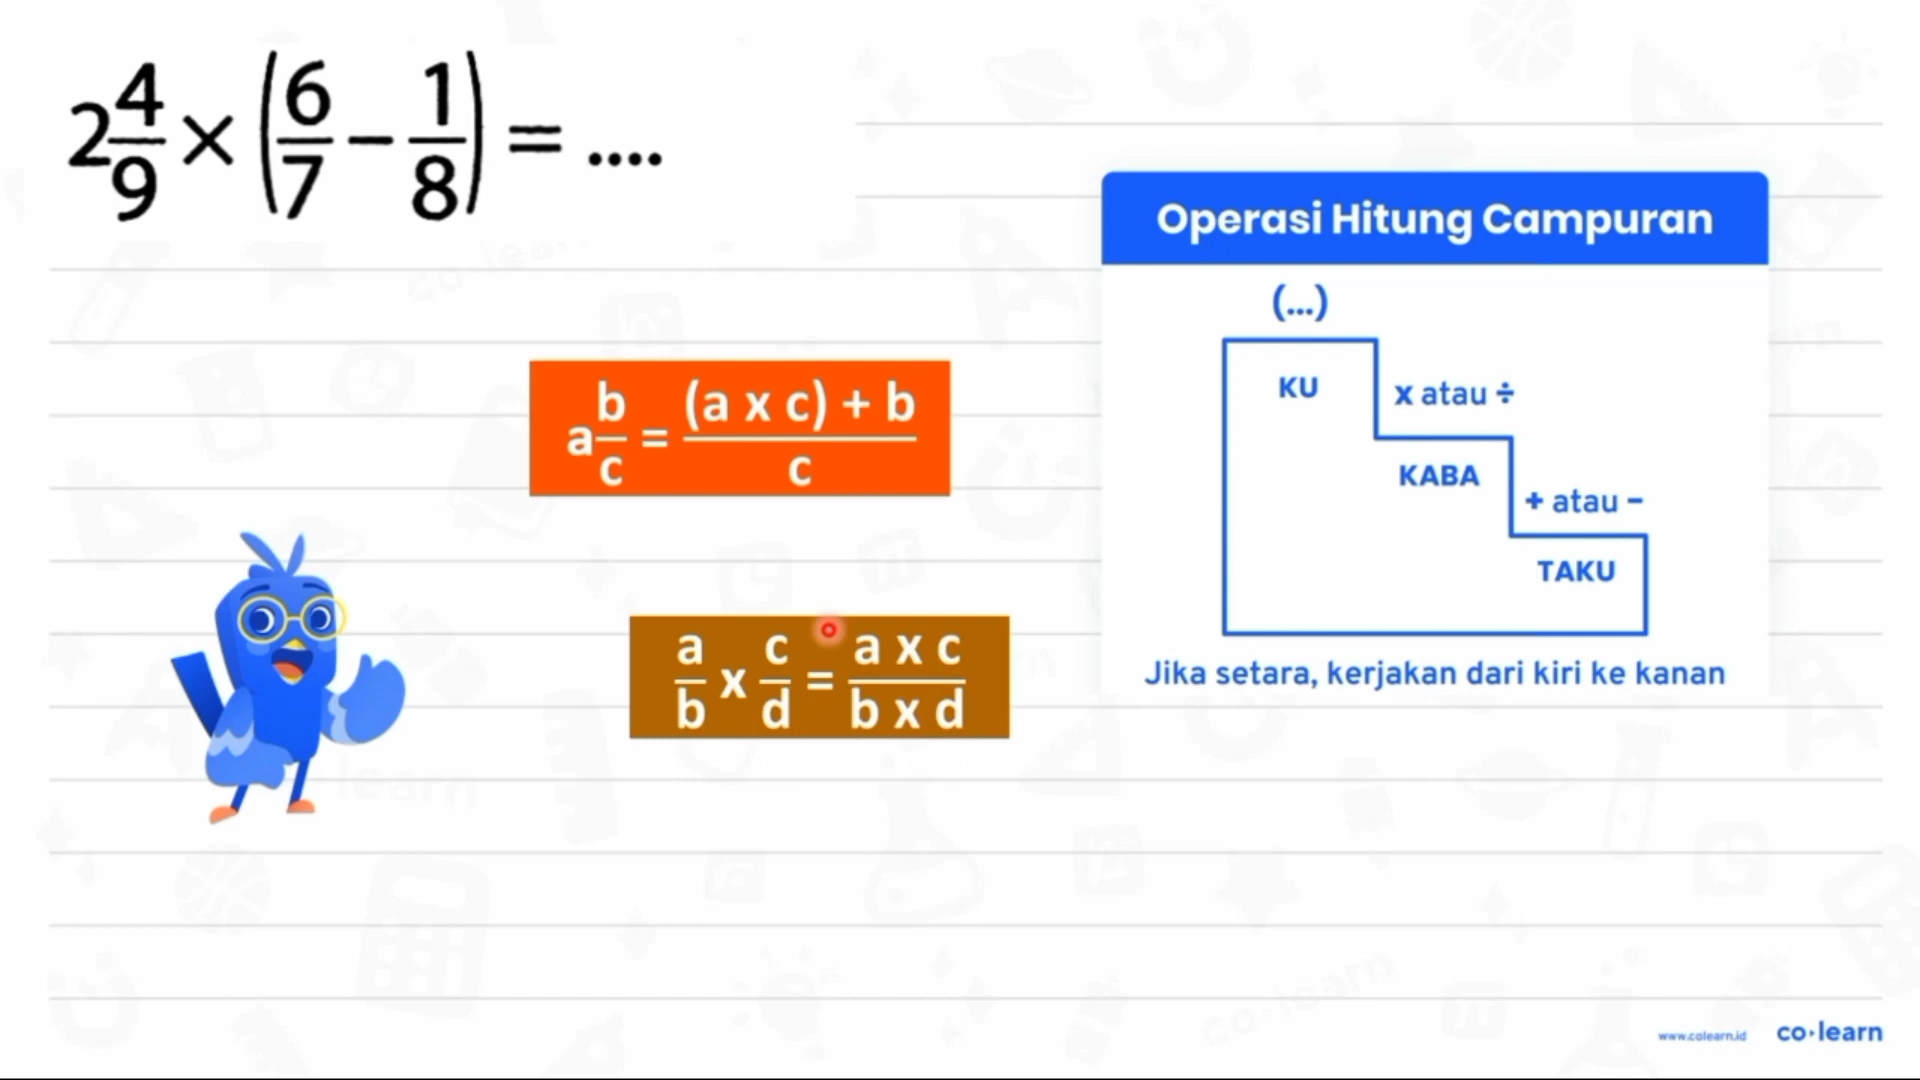 2 4/9 × (6/7 − 1/8) = ....
Operasi Hitung Campuran
(...)
KU
x atau ÷
KABA
+ atau −
TAKU
Jika setara, kerjakan dari kiri ke kanan
a b/c = (a x c) + b / c
a/b x c/d = a x c / b x d
www.colearn.id
co·learn